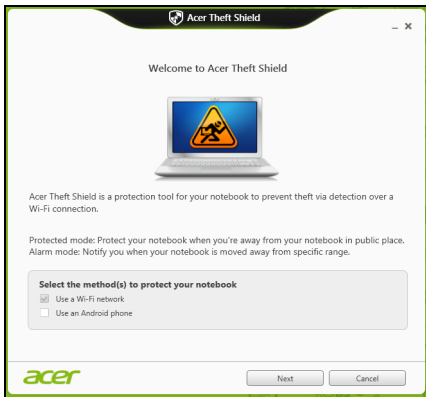 Acer Theft Shield
Welcome to Acer Theft Shield
Acer Theft Shield is a protection tool for your notebook to prevent theft via detection over a
Wi-Fi connection.
Protected mode: Protect your notebook when you're away from your notebook in public place.
Alarm mode: Notify you when your notebook is moved away from specific range.
Select the method(s) to protect your notebook
Use a Wi-Fi network
Use an Android phone
acer
Next
Cancel